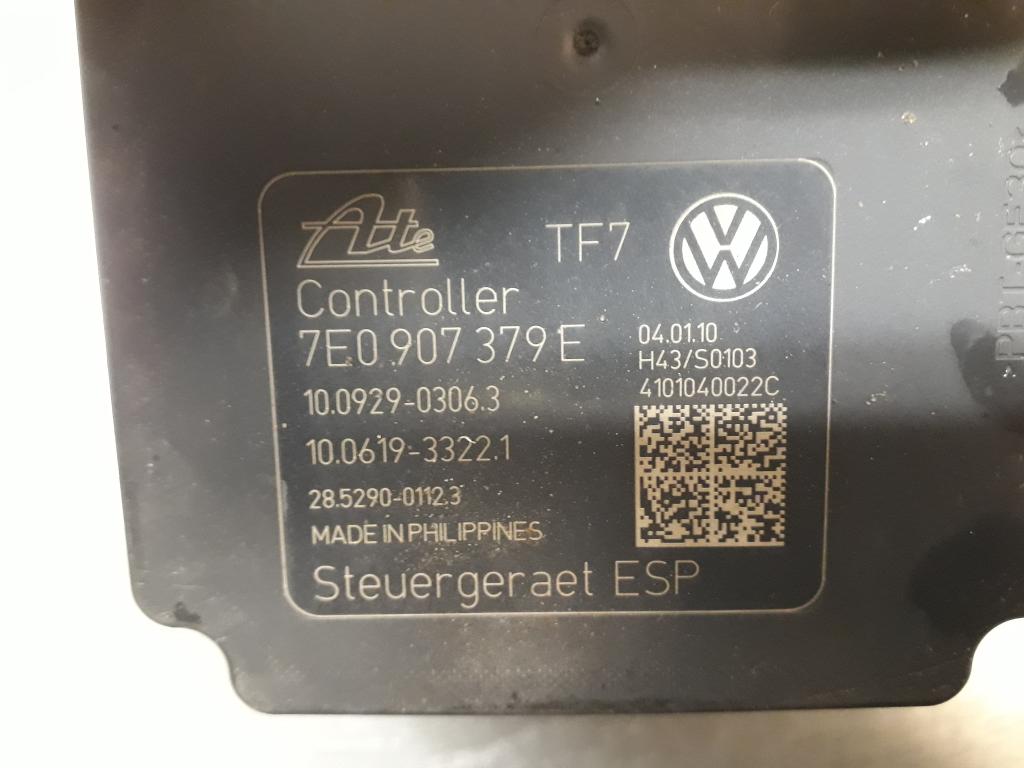 Ate
TF7
Controller
7E0 907 379 E
04.01.10
H43/S0103
4101040022C
10.0929-0306.3
10.0619-3322.1
28.5290-0112.3
MADE IN PHILIPPINES
Steuergeraet ESP